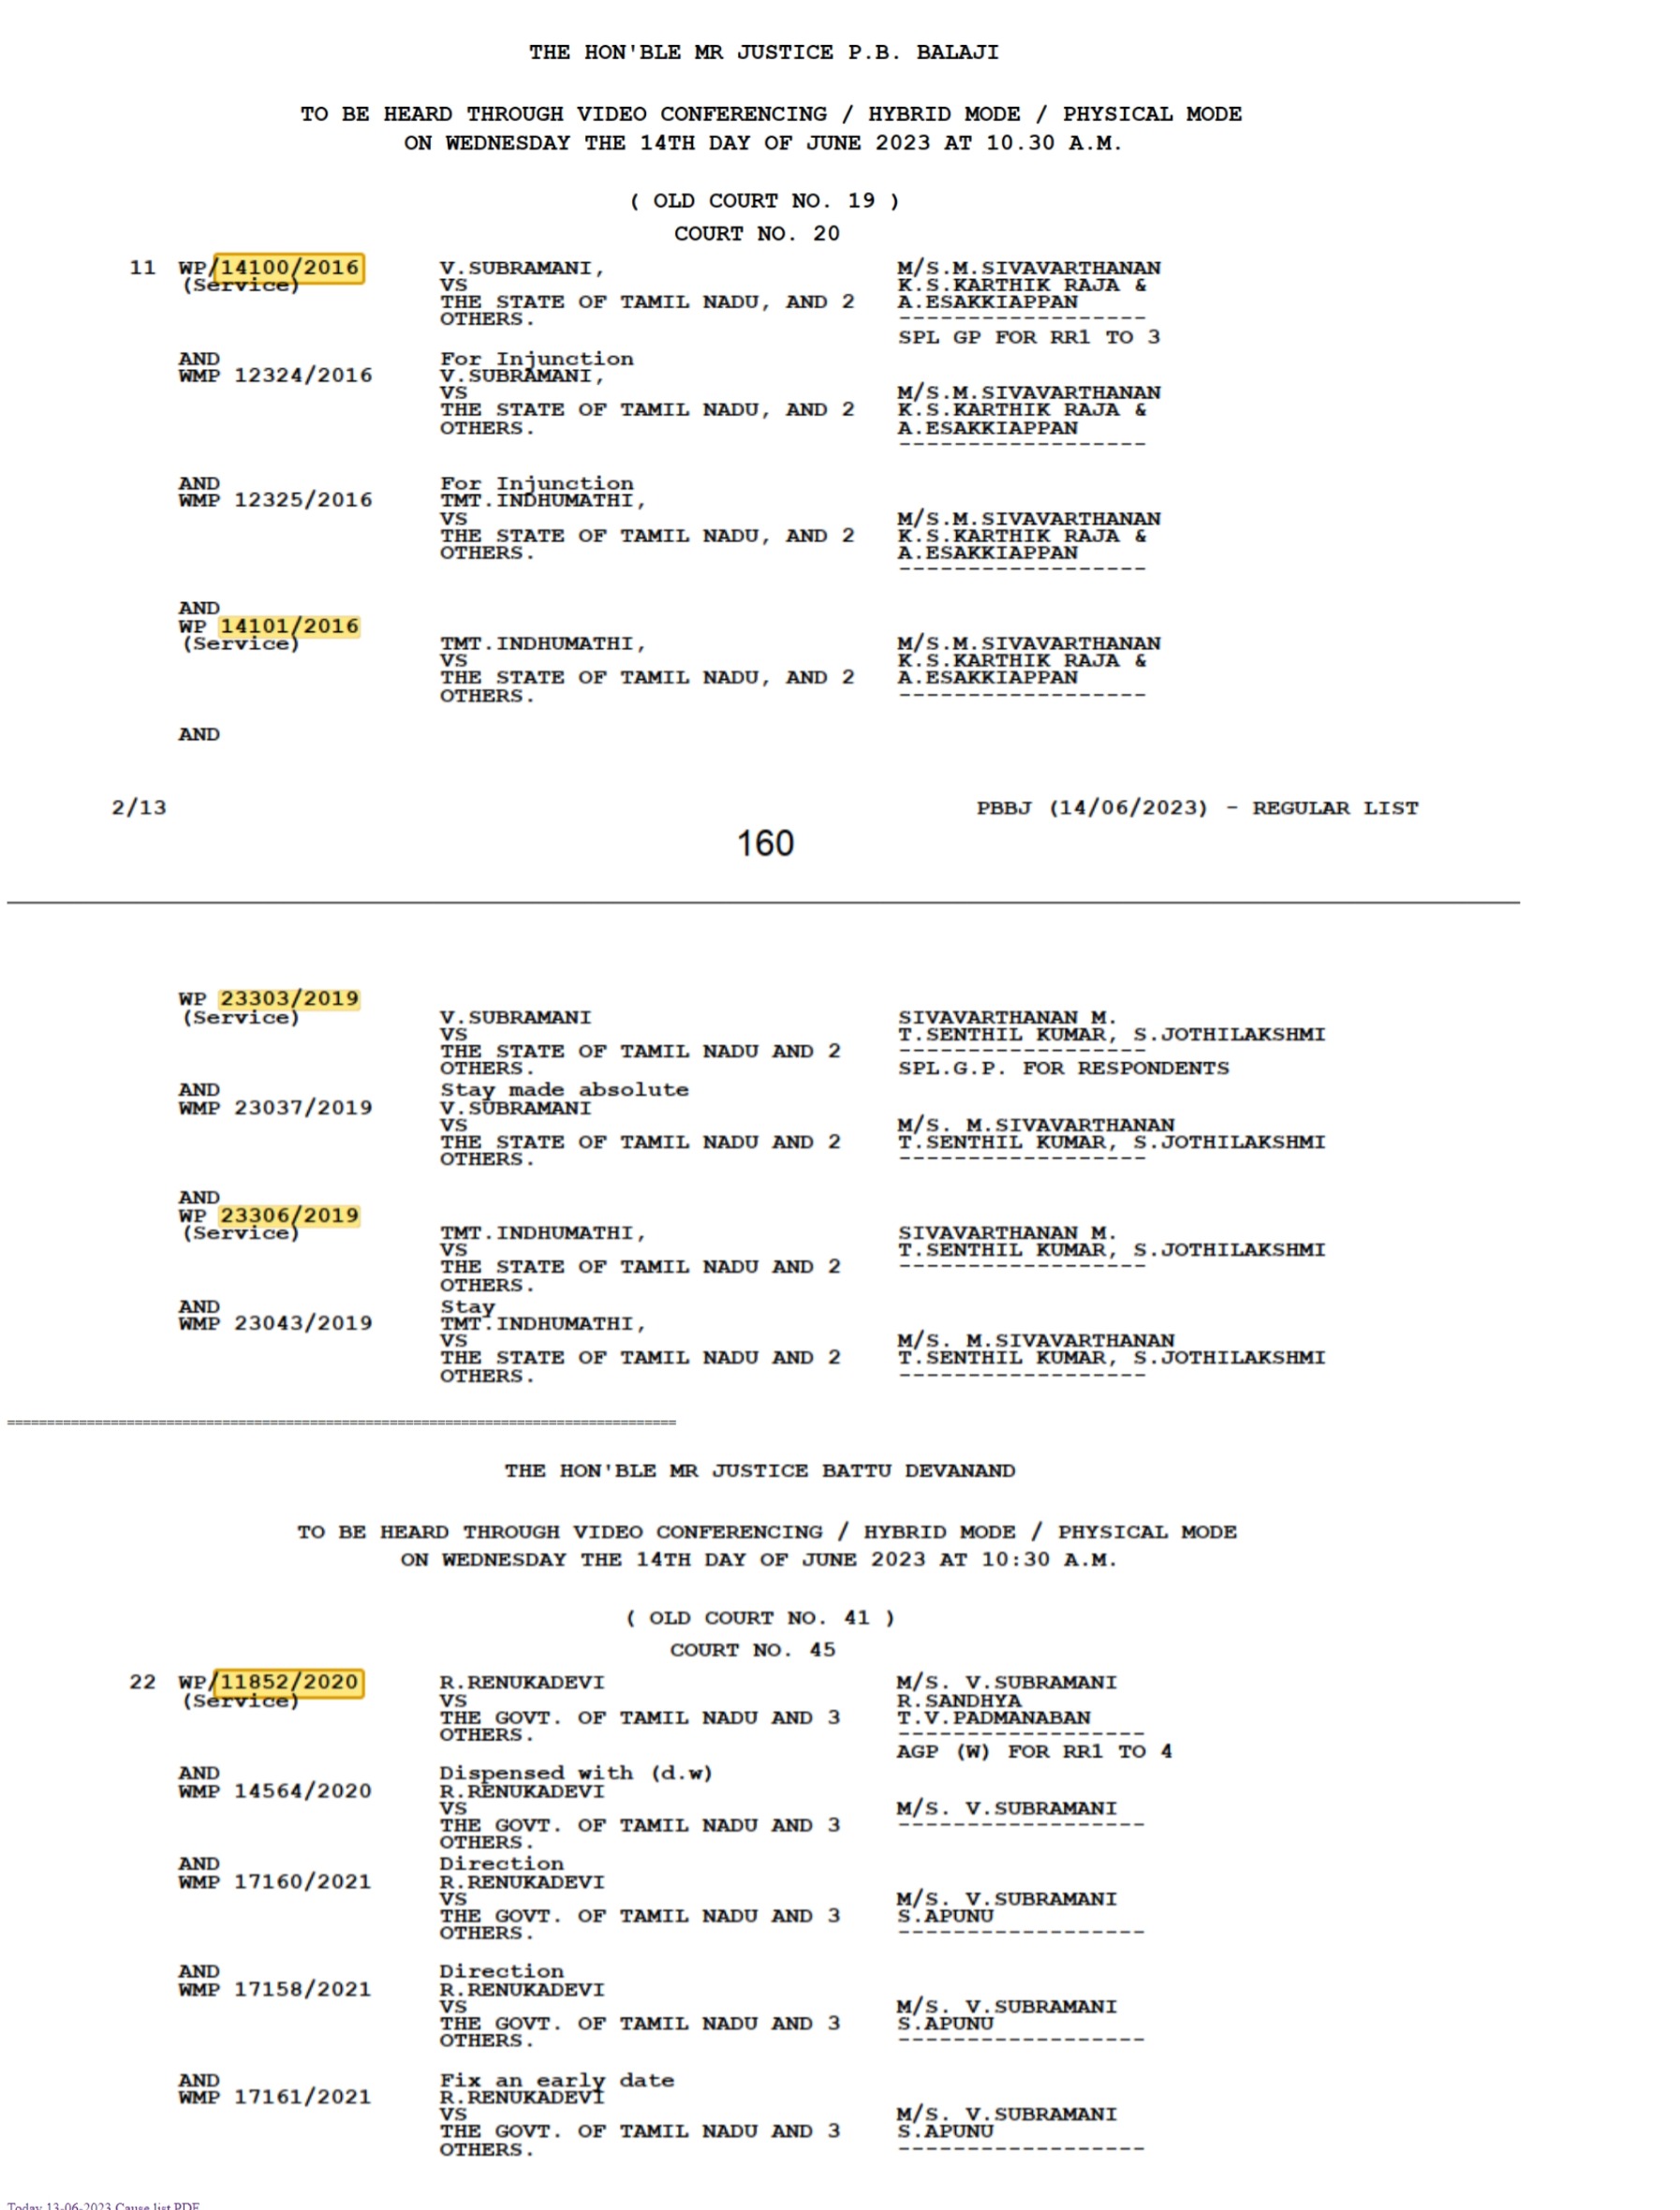 THE HON'BLE MR JUSTICE P.B. BALAJI
TO BE HEARD THROUGH VIDEO CONFERENCING / HYBRID MODE / PHYSICAL MODE
ON WEDNESDAY THE 14TH DAY OF JUNE 2023 AT 10.30 A.M.
( OLD COURT NO. 19 )
COURT NO. 20
11 WP/14100/2016 V.SUBRAMANI, M/S.M.SIVAVARTHANAN
(Service) VS K.S.KARTHIK RAJA &
THE STATE OF TAMIL NADU, AND 2 A.ESAKKIAPPAN
OTHERS. ------------------
SPL GP FOR RR1 TO 3
AND For Injunction
WMP 12324/2016 V.SUBRAMANI,
VS M/S.M.SIVAVARTHANAN
THE STATE OF TAMIL NADU, AND 2 K.S.KARTHIK RAJA &
OTHERS. A.ESAKKIAPPAN
------------------
AND For Injunction
WMP 12325/2016 TMT.INDHUMATHI,
VS M/S.M.SIVAVARTHANAN
THE STATE OF TAMIL NADU, AND 2 K.S.KARTHIK RAJA &
OTHERS. A.ESAKKIAPPAN
------------------
AND
WP 14101/2016
(Service) TMT.INDHUMATHI, M/S.M.SIVAVARTHANAN
VS K.S.KARTHIK RAJA &
THE STATE OF TAMIL NADU, AND 2 A.ESAKKIAPPAN
OTHERS. ------------------
AND
2/13 PBBJ (14/06/2023) - REGULAR LIST
160
WP 23303/2019
(Service) V.SUBRAMANI SIVAVARTHANAN M.
VS T.SENTHIL KUMAR, S.JOTHILAKSHMI
THE STATE OF TAMIL NADU AND 2 ------------------
OTHERS. SPL.G.P. FOR RESPONDENTS
AND Stay made absolute
WMP 23037/2019 V.SUBRAMANI
VS M/S. M.SIVAVARTHANAN
THE STATE OF TAMIL NADU AND 2 T.SENTHIL KUMAR, S.JOTHILAKSHMI
OTHERS. ------------------
AND
WP 23306/2019
(Service) TMT.INDHUMATHI, SIVAVARTHANAN M.
VS T.SENTHIL KUMAR, S.JOTHILAKSHMI
THE STATE OF TAMIL NADU AND 2 ------------------
OTHERS.
AND Stay
WMP 23043/2019 TMT.INDHUMATHI,
VS M/S. M.SIVAVARTHANAN
THE STATE OF TAMIL NADU AND 2 T.SENTHIL KUMAR, S.JOTHILAKSHMI
OTHERS. ------------------
====================================================================================
THE HON'BLE MR JUSTICE BATTU DEVANAND
TO BE HEARD THROUGH VIDEO CONFERENCING / HYBRID MODE / PHYSICAL MODE
ON WEDNESDAY THE 14TH DAY OF JUNE 2023 AT 10:30 A.M.
( OLD COURT NO. 41 )
COURT NO. 45
22 WP/11852/2020 R.RENUKADEVI M/S. V.SUBRAMANI
(Service) VS R.SANDHYA
THE GOVT. OF TAMIL NADU AND 3 T.V.PADMANABAN
OTHERS. ------------------
AGP (W) FOR RR1 TO 4
AND Dispensed with (d.w)
WMP 14564/2020 R.RENUKADEVI
VS M/S. V.SUBRAMANI
THE GOVT. OF TAMIL NADU AND 3 ------------------
OTHERS.
AND Direction
WMP 17160/2021 R.RENUKADEVI
VS M/S. V.SUBRAMANI
THE GOVT. OF TAMIL NADU AND 3 S.APUNU
OTHERS. ------------------
AND Direction
WMP 17158/2021 R.RENUKADEVI
VS M/S. V.SUBRAMANI
THE GOVT. OF TAMIL NADU AND 3 S.APUNU
OTHERS. ------------------
AND Fix an early date
WMP 17161/2021 R.RENUKADEVI
VS M/S. V.SUBRAMANI
THE GOVT. OF TAMIL NADU AND 3 S.APUNU
OTHERS. ------------------
Today 13-06-2023 Cause list PDF